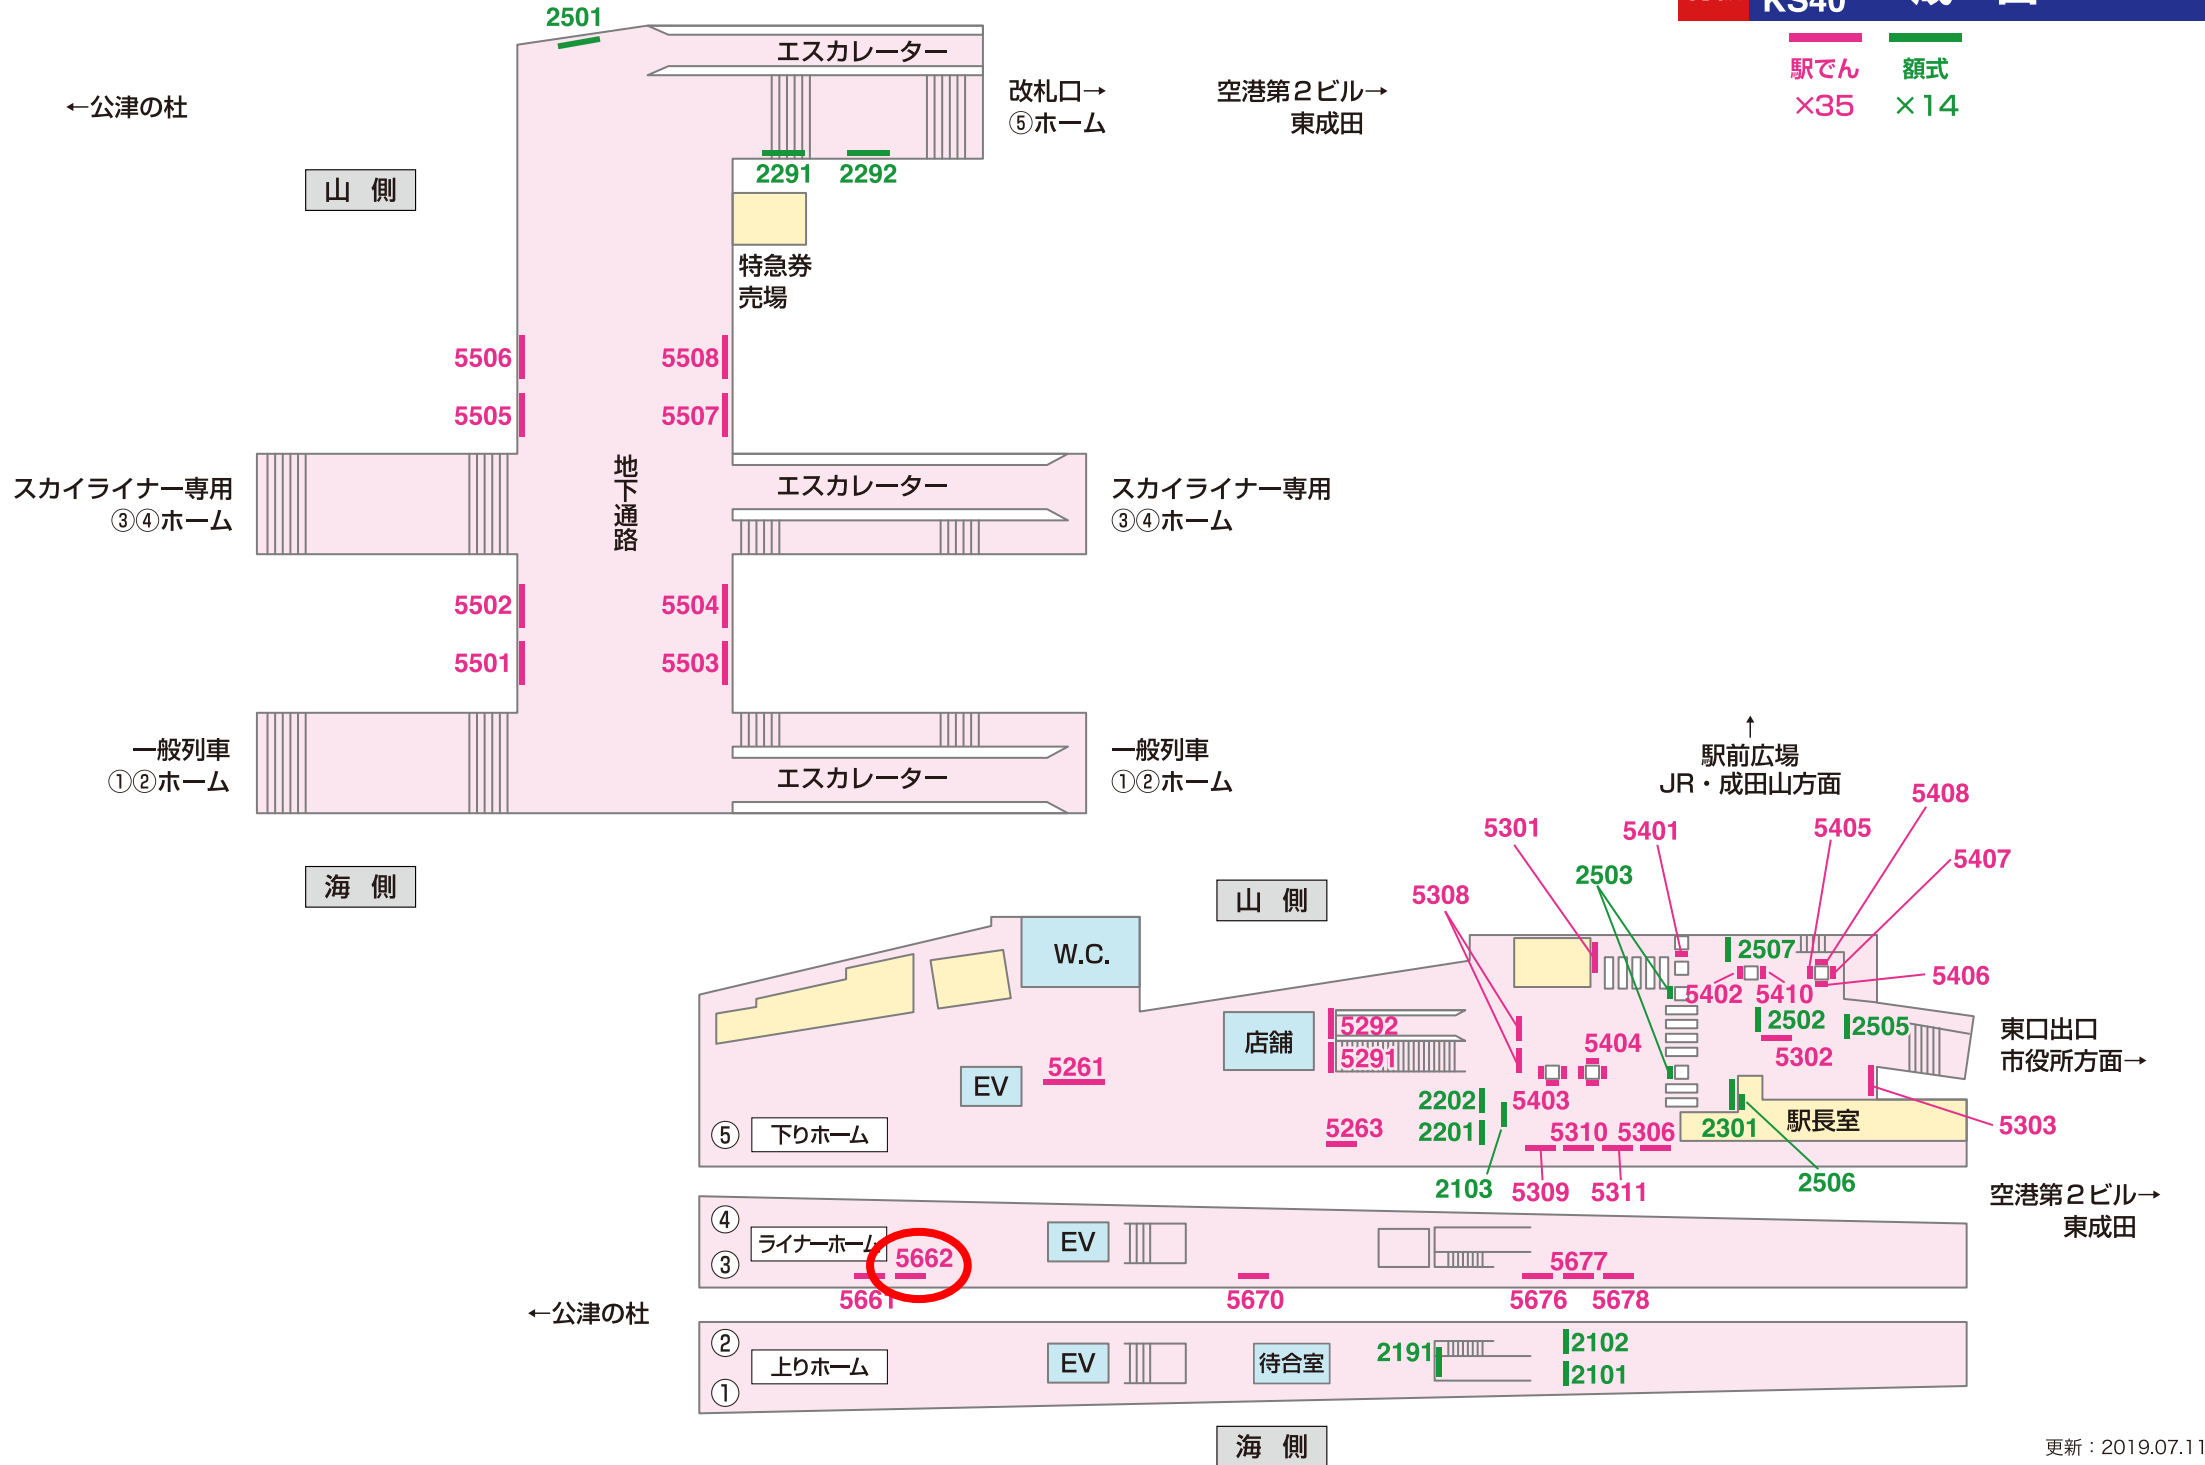 KS40
駅でん 額式
×35 ×14
2501
エスカレーター
←公津の杜
改札口→
⑤ホーム
空港第2ビル→
東成田
2291 2292
山 側
特急券
売場
5506 5508
5505 5507
地下通路
スカイライナー専用
③④ホーム
エスカレーター
スカイライナー専用
③④ホーム
5502 5504
5501 5503
一般列車
①②ホーム
エスカレーター
一般列車
①②ホーム
海 側
↑
駅前広場
JR・成田山方面
山 側
5408
5301 5401 5405
5407
2503
5308
W.C.
2507
5406
5402 5410
店舗
5292
5291
2502 2505
5404
5302
東口出口
市役所方面→
EV
5261
2202 5403
2201
5263
5310 5306
2301
駅長室
5303
⑤ 下りホーム
2103 5309 5311
2506
空港第2ビル→
東成田
④
ライナーホーム
③
5662
EV
5677
5661
5670
5676 5678
←公津の杜
②
上りホーム
①
EV
待合室
2191
2102
2101
海 側
更新：2019.07.11